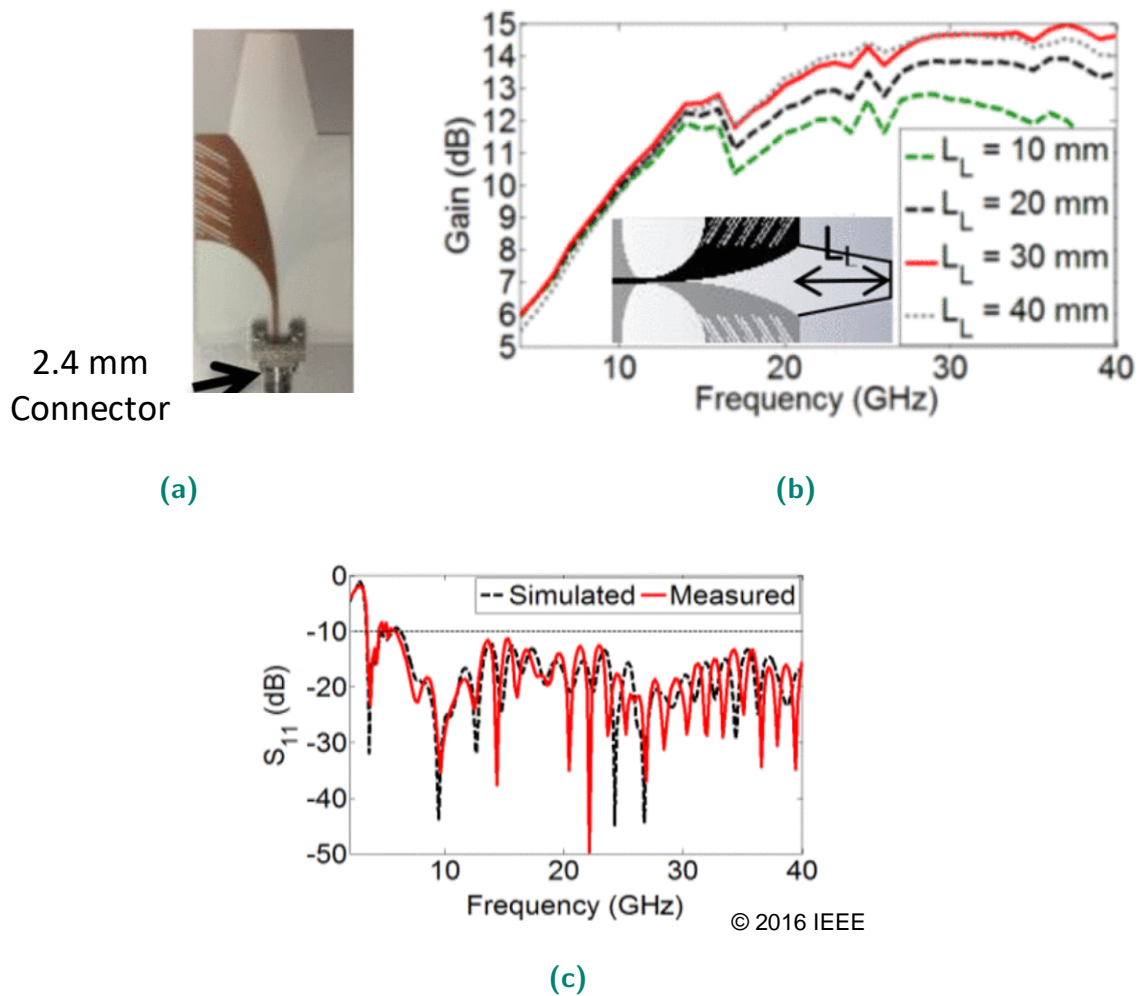 2.4 mm
Connector
(a)
15
14
13
12
11
10
9
8
7
6
5
Gain (dB)
10
20
30
40
Frequency (GHz)
L_L
L_L = 10 mm
L_L = 20 mm
L_L = 30 mm
L_L = 40 mm
(b)
0
-10
-20
-30
-40
-50
S_11 (dB)
Simulated Measured
10
20
30
40
Frequency (GHz)
© 2016 IEEE
(c)